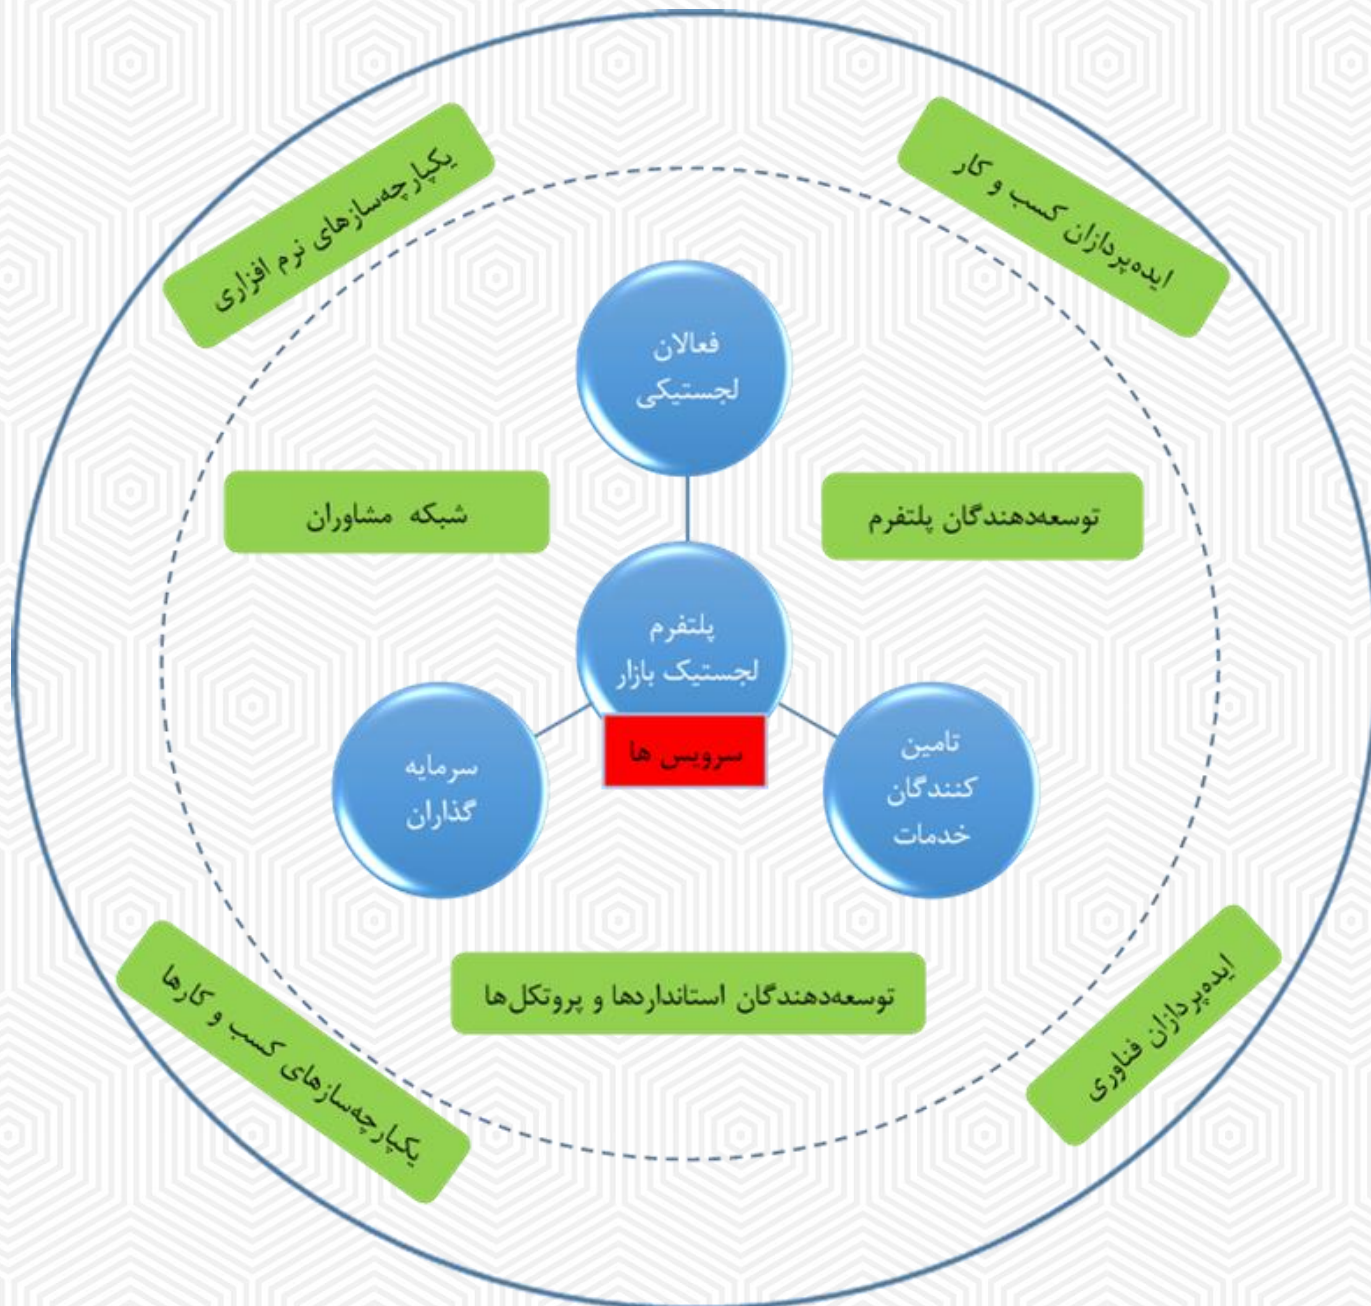 ایده‌پردازان کسب و کار
یکپارچه‌سازهای نرم افزاری
فعالان
لجستیکی
توسعه‌دهندگان پلتفرم
شبکه مشاوران
پلتفرم
لجستیک بازار
سرویس ها
تامین
کنندگان
خدمات
سرمایه
گذاران
توسعه‌دهندگان استانداردها و پروتکل‌ها
ایده‌پردازان فناوری
یکپارچه‌سازهای کسب و کارها